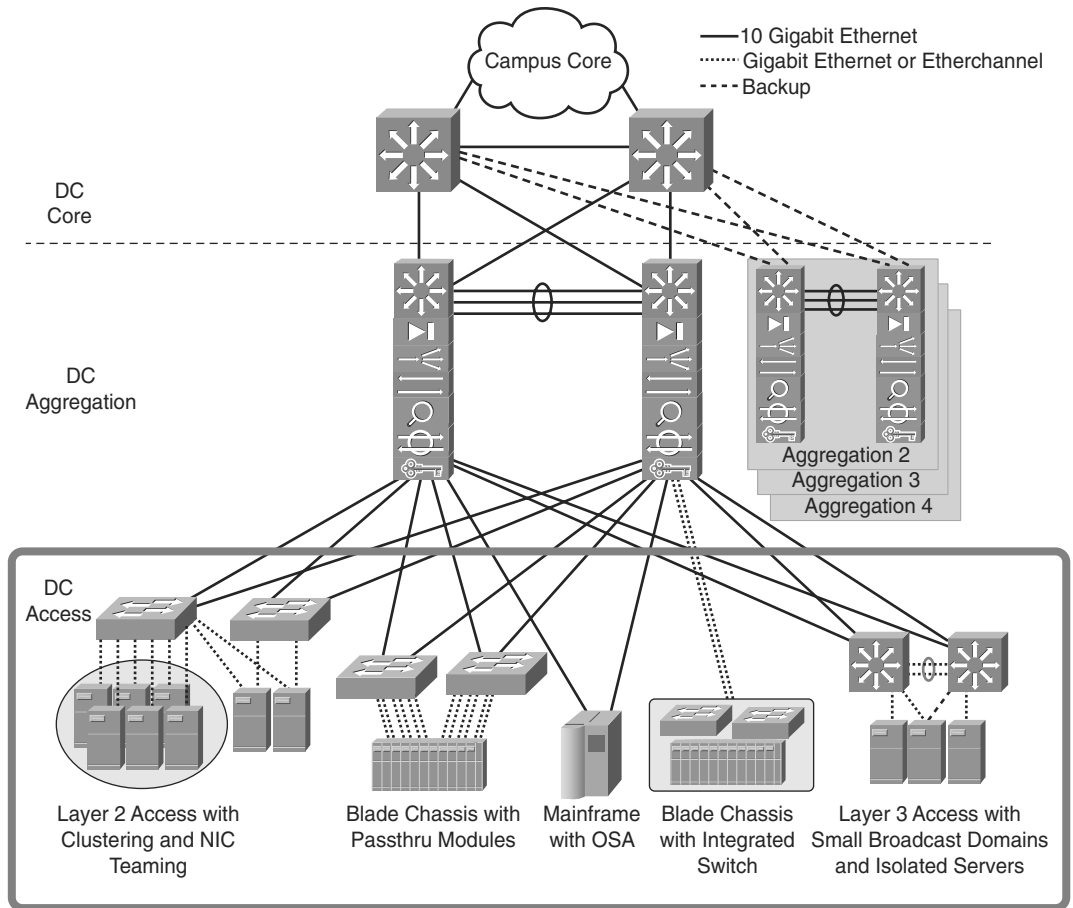 Campus Core
10 Gigabit Ethernet
Gigabit Ethernet or Etherchannel
Backup
DC
Core
DC
Aggregation
Aggregation 2
Aggregation 3
Aggregation 4
DC
Access
Layer 2 Access with
Clustering and NIC
Teaming
Blade Chassis with
Passthru Modules
Mainframe
with OSA
Blade Chassis
with Integrated
Switch
Layer 3 Access with
Small Broadcast Domains
and Isolated Servers